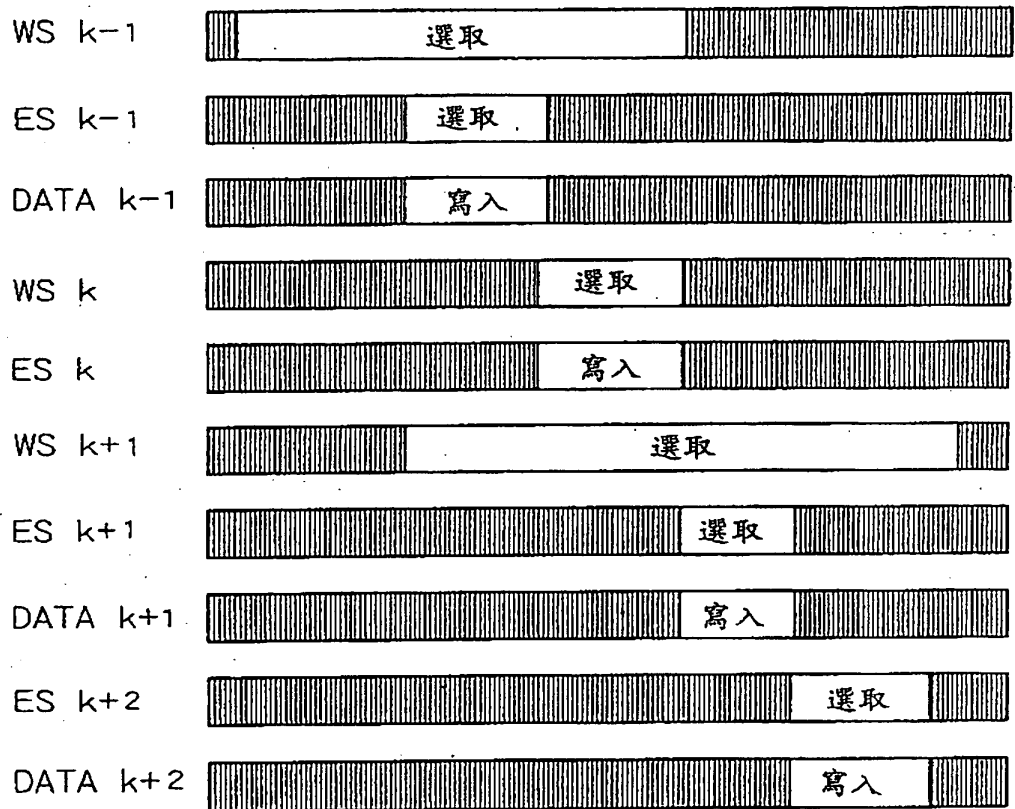 WS k-1 選取
ES k-1 選取
DATA k-1 寫入
WS k 選取
ES k 寫入
WS k+1 選取
ES k+1 選取
DATA k+1 寫入
ES k+2 選取
DATA k+2 寫入